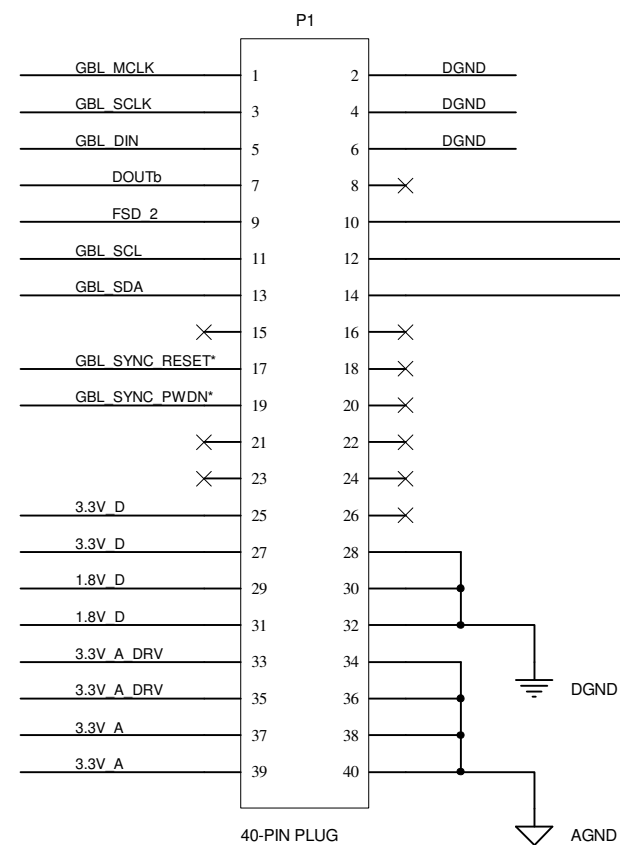 P1
GBL_MCLK 1 2 DGND
GBL_SCLK 3 4 DGND
GBL_DIN 5 6 DGND
DOUTb 7 8
FSD_2 9 10
GBL_SCL 11 12
GBL_SDA 13 14
15 16
GBL_SYNC_RESET* 17 18
GBL_SYNC_PWDN* 19 20
21 22
23 24
3.3V_D 25 26
3.3V_D 27 28
1.8V_D 29 30
1.8V_D 31 32
3.3V_A_DRV 33 34
3.3V_A_DRV 35 36 DGND
3.3V_A 37 38
3.3V_A 39 40
40-PIN PLUG AGND